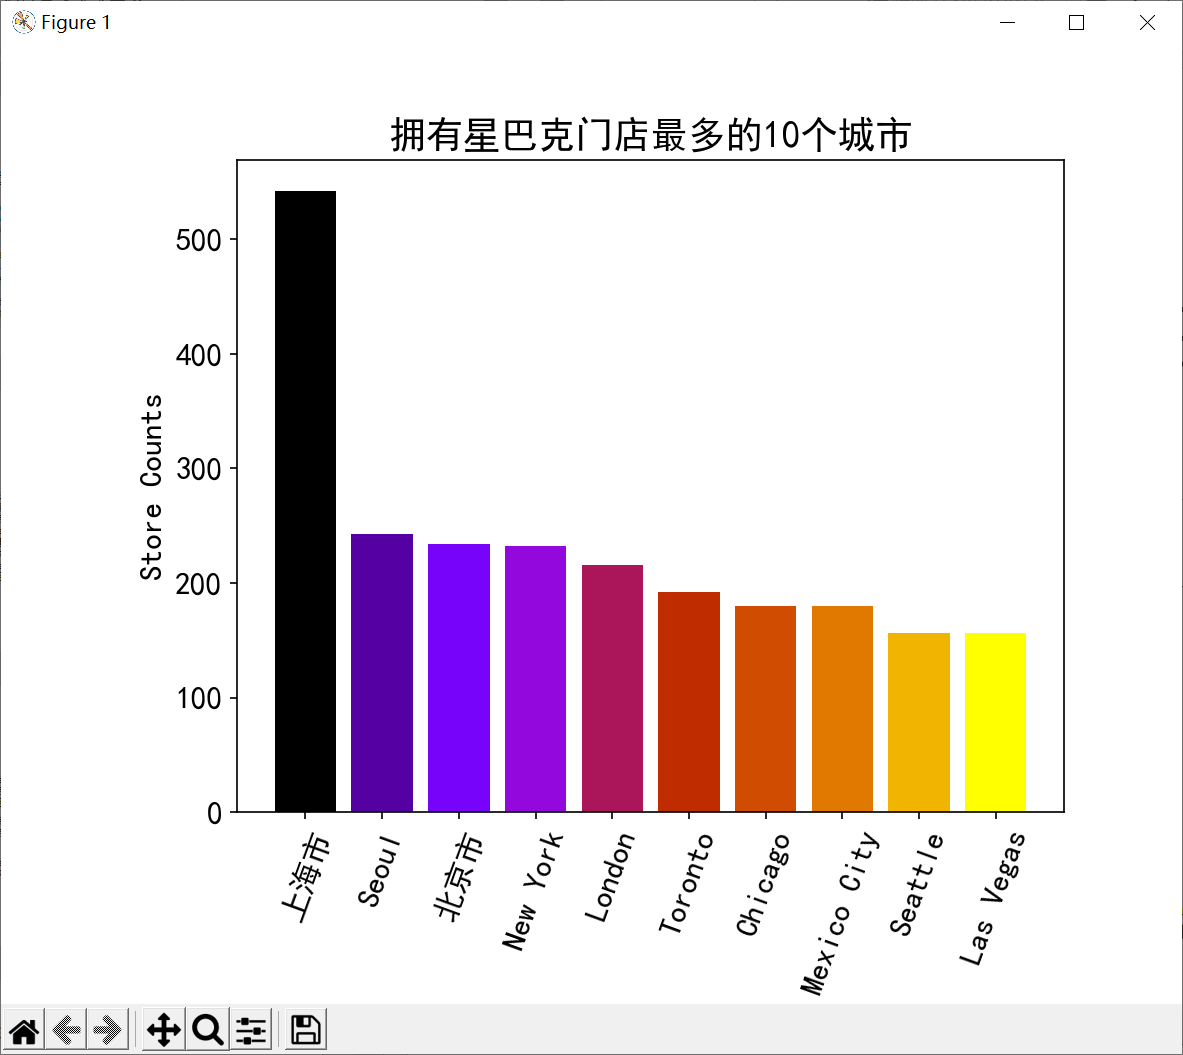 Figure 1
拥有星巴克门店最多的10个城市
Store Counts
500
400
300
200
100
0
上海市
Seoul
北京市
New York
London
Toronto
Chicago
Mexico City
Seattle
Las Vegas